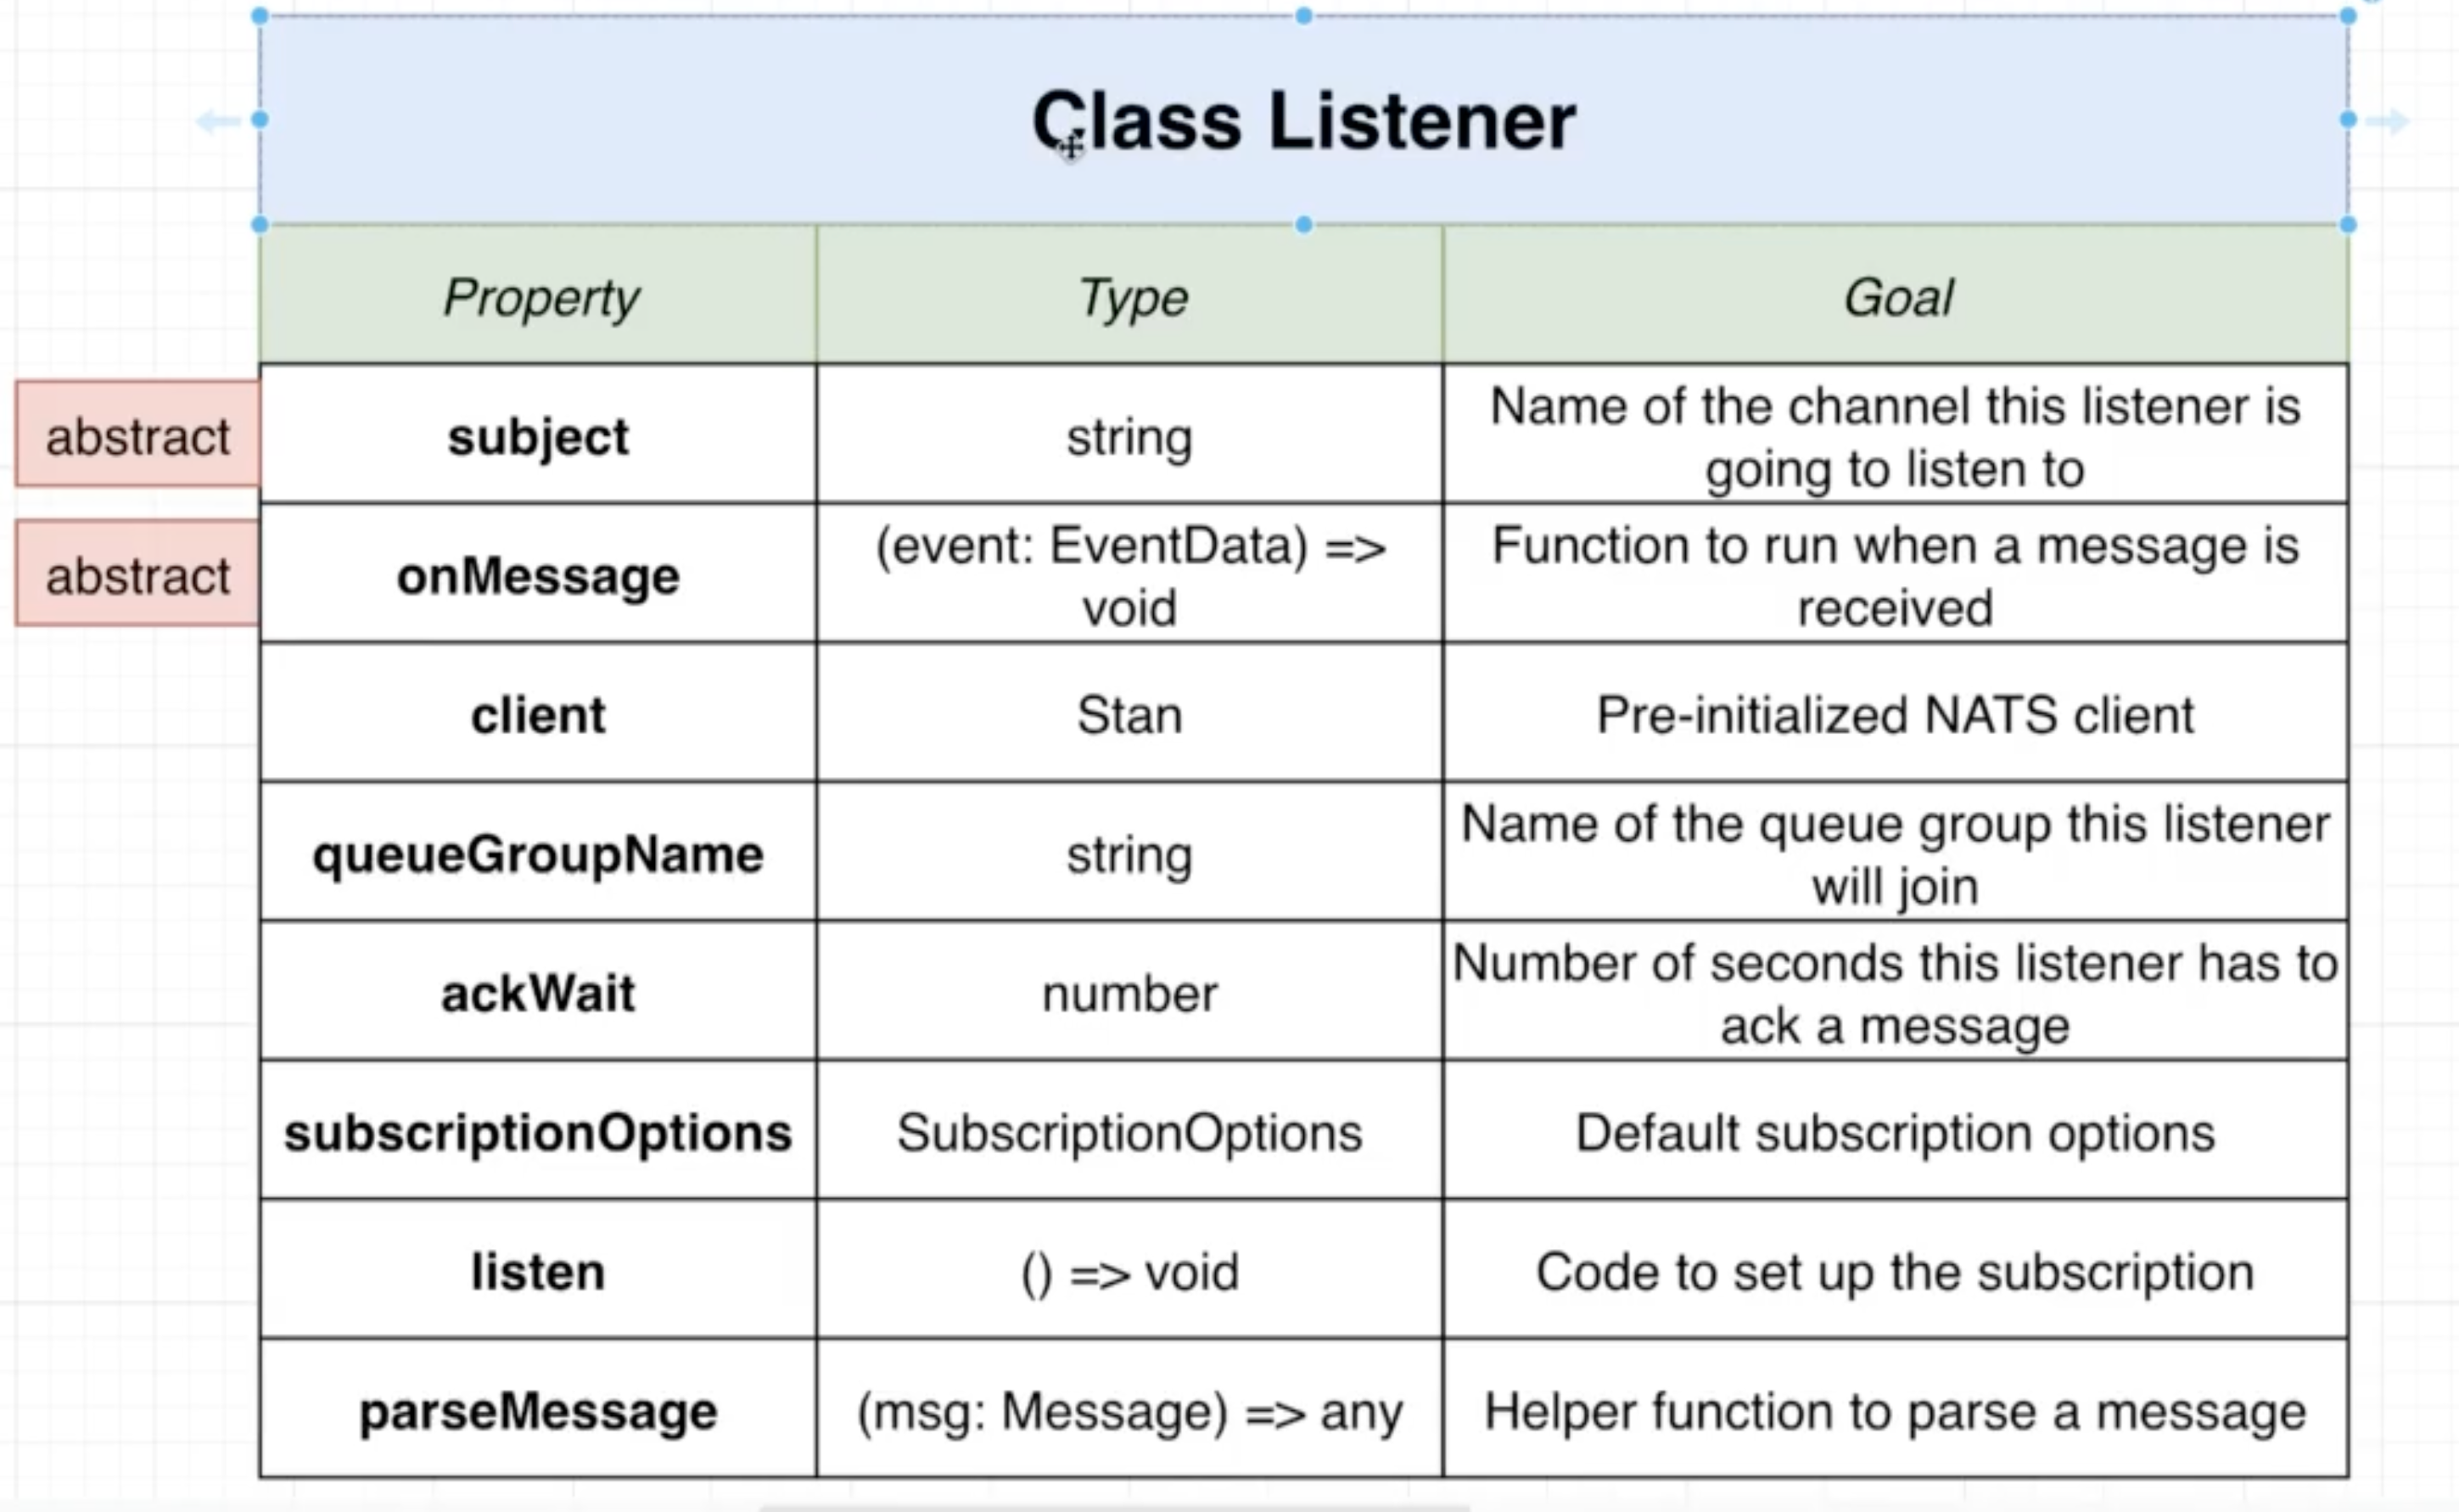 Class Listener
Property
Type
Goal
abstract
subject
string
Name of the channel this listener is
going to listen to
abstract
onMessage
(event: EventData) =>
void
Function to run when a message is
received
client
Stan
Pre-initialized NATS client
queueGroupName
string
Name of the queue group this listener
will join
ackWait
number
Number of seconds this listener has to
ack a message
subscriptionOptions
SubscriptionOptions
Default subscription options
listen
() => void
Code to set up the subscription
parseMessage
(msg: Message) => any
Helper function to parse a message